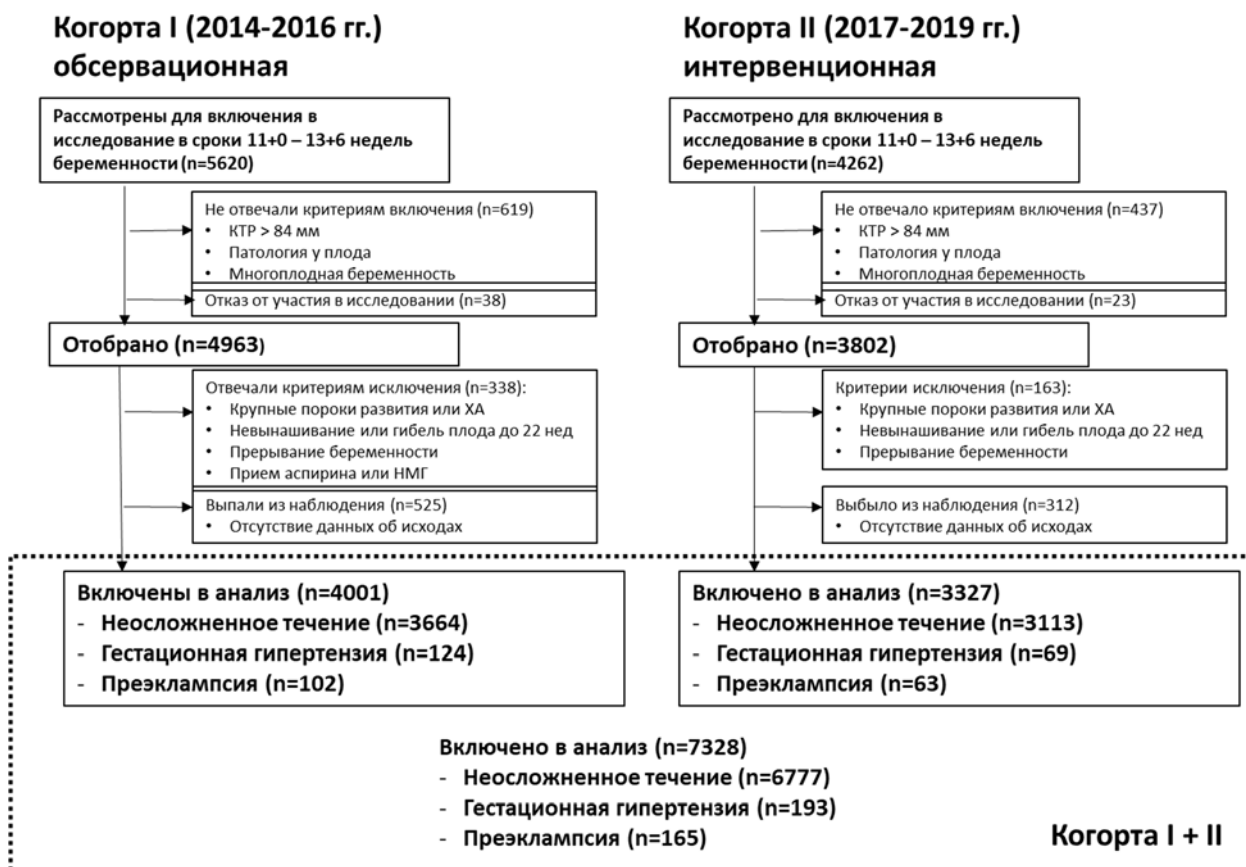 Когорта I (2014-2016 гг.)
обсервационная
Рассмотрены для включения в
исследование в сроки 11+0 – 13+6 недель
беременности (n=5620)
Не отвечали критериям включения (n=619)
• КТР > 84 мм
• Патология у плода
• Многоплодная беременность
Отказ от участия в исследовании (n=38)
Отобрано (n=4963)
Отвечали критериям исключения (n=338):
• Крупные пороки развития или ХА
• Невынашивание или гибель плода до 22 нед
• Прерывание беременности
• Прием аспирина или НМГ
Выпали из наблюдения (n=525)
• Отсутствие данных об исходах
Включены в анализ (n=4001)
- Неосложненное течение (n=3664)
- Гестационная гипертензия (n=124)
- Преэклампсия (n=102)
Когорта II (2017-2019 гг.)
интервенционная
Рассмотрено для включения в
исследование в сроки 11+0 – 13+6 недель
беременности (n=4262)
Не отвечало критериям включения (n=437)
• КТР > 84 мм
• Патология у плода
• Многоплодная беременность
Отказ от участия в исследовании (n=23)
Отобрано (n=3802)
Критерии исключения (n=163):
• Крупные пороки развития или ХА
• Невынашивание или гибель плода до 22 нед
• Прерывание беременности
Выбыло из наблюдения (n=312)
• Отсутствие данных об исходах
Включено в анализ (n=3327)
- Неосложненное течение (n=3113)
- Гестационная гипертензия (n=69)
- Преэклампсия (n=63)
Включено в анализ (n=7328)
- Неосложненное течение (n=6777)
- Гестационная гипертензия (n=193)
- Преэклампсия (n=165)
Когорта I + II